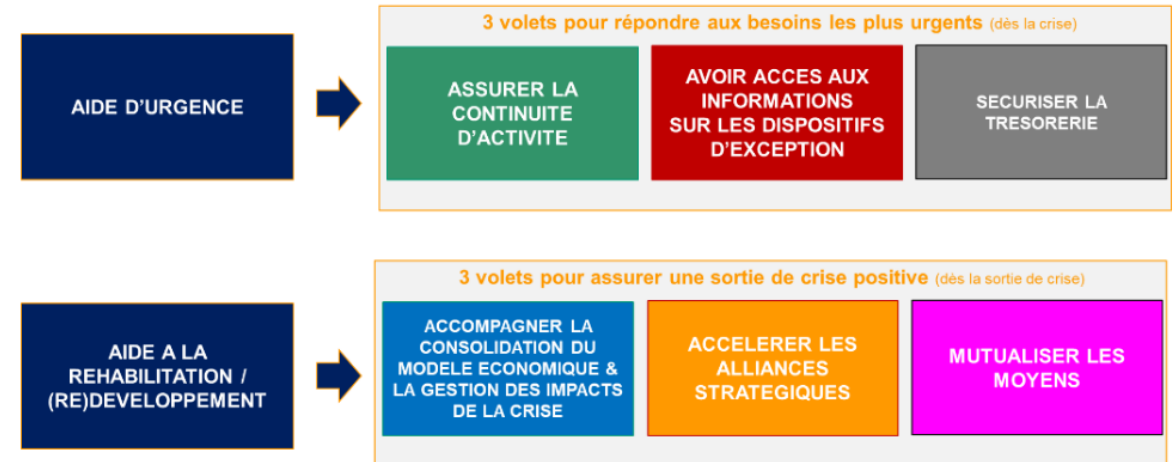 3 volets pour répondre aux besoins les plus urgents (dès la crise)
AIDE D'URGENCE
ASSURER LA
CONTINUITE
D'ACTIVITE
AVOIR ACCES AUX
INFORMATIONS
SUR LES DISPOSITIFS
D'EXCEPTION
SECURISER LA
TRESORERIE
3 volets pour assurer une sortie de crise positive (dès la sortie de crise)
AIDE A LA
REHABILITATION /
(RE)DEVELOPPEMENT
ACCOMPAGNER LA
CONSOLIDATION DU
MODELE ECONOMIQUE &
LA GESTION DES IMPACTS
DE LA CRISE
ACCELERER LES
ALLIANCES
STRATEGIQUES
MUTUALISER LES
MOYENS